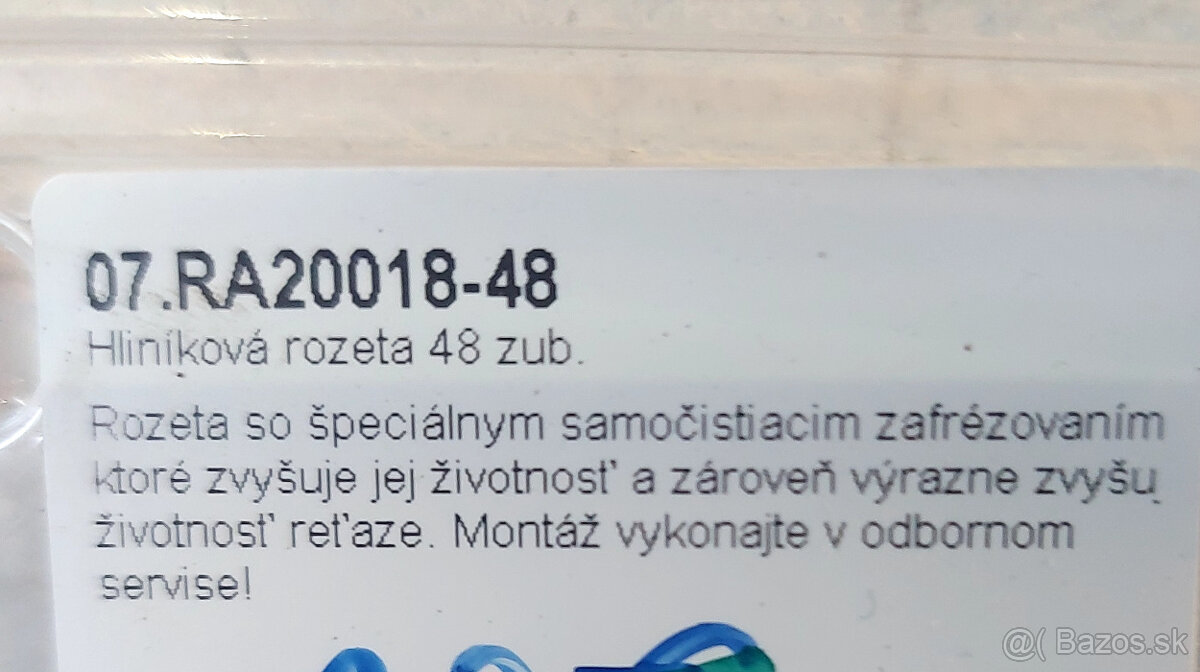 07.RA20018-48
Hliníková rozeta 48 zub.
Rozeta so špeciálnym samočistiacim zafrézovaním
ktoré zvyšuje jej životnosť a zároveň výrazne zvyšu
životnosť reťaze. Montáž vykonajte v odbornom
servise!
@( Bazos.sk